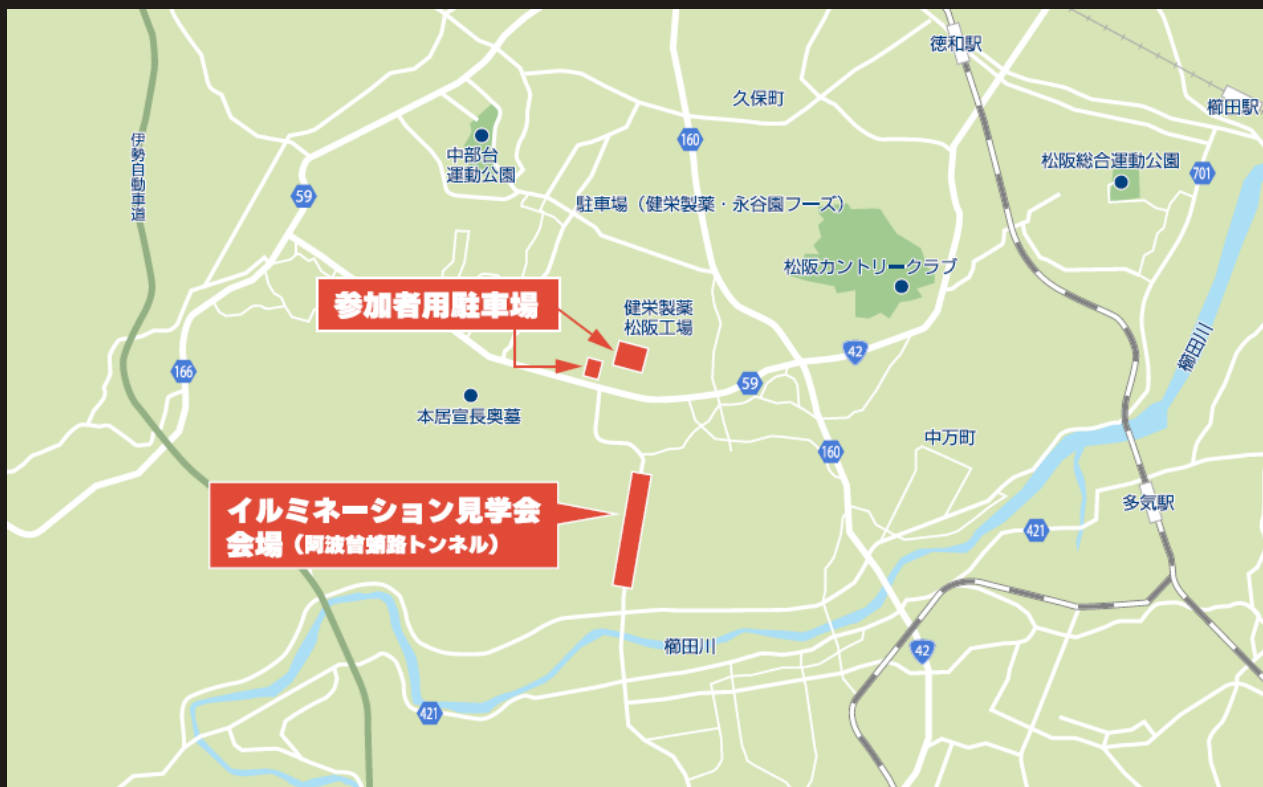 徳和駅
久保町
櫛田駅
伊勢自動車道
160
中部台
運動公園
松阪総合運動公園
701
59
駐車場（健栄製薬・永谷園フーズ）
松阪カントリークラブ
参加者用駐車場
健栄製薬
松阪工場
櫛田川
42
166
59
本居宣長奥墓
中万町
160
イルミネーション見学会
会場（阿波曽蛸路トンネル）
多気駅
421
櫛田川
42
421